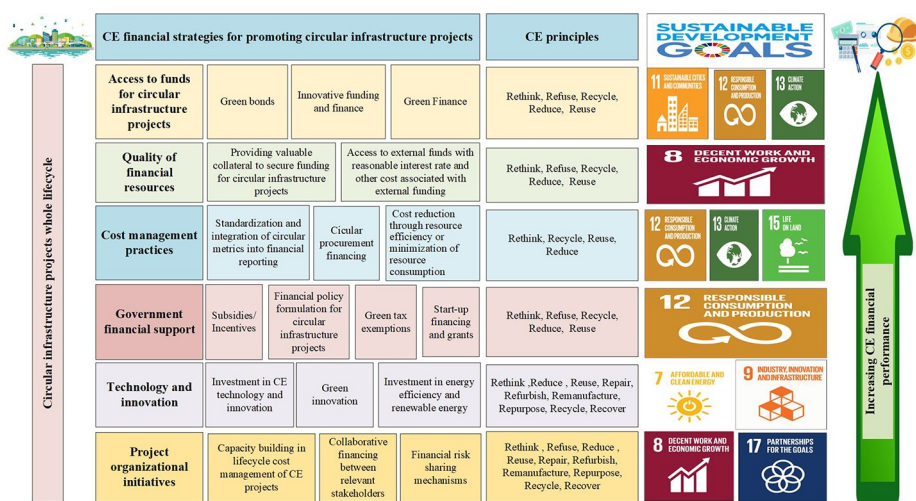 CE financial strategies for promoting circular infrastructure projects
CE principles
SUSTAINABLE
DEVELOPMENT
GOALS
Circular infrastructure projects whole lifecycle
Access to funds
for circular
infrastructure
projects
Green bonds
Innovative funding
and finance
Green Finance
Rethink, Refuse, Recycle,
Reduce, Reuse
11 SUSTAINABLE CITIES
AND COMMUNITIES
12 RESPONSIBLE
CONSUMPTION
AND PRODUCTION
13 CLIMATE
ACTION
Quality of
financial
resources
Providing valuable
collateral to secure funding
for circular infrastructure
projects
Access to external funds with
reasonable interest rate and
other cost associated with
external funding
Rethink, Refuse, Recycle,
Reduce, Reuse
8 DECENT WORK AND
ECONOMIC GROWTH
Cost management
practices
Standardization and
integration of circular
metrics into financial
reporting
Cicular
procurement
financing
Cost reduction
through resource
efficiency or
minimization of
resource
consumption
Rethink, Recycle, Reuse,
Reduce
12 RESPONSIBLE
CONSUMPTION
AND PRODUCTION
13 CLIMATE
ACTION
15 LIFE
ON LAND
Government
financial support
Subsidies/
Incentives
Financial policy
formulation for
circular
infrastructure
projects
Green tax
exemptions
Start-up
financing
and grants
Rethink, Refuse, Recycle,
Reduce, Reuse
12 RESPONSIBLE
CONSUMPTION
AND PRODUCTION
Technology and
innovation
Investment in CE
technology and
innovation
Green
innovation
Investment in energy
efficiency and
renewable energy
Rethink ,Reduce , Reuse, Repair,
Refurbish, Remanufacture,
Repurpose, Recycle, Recover
7 AFFORDABLE AND
CLEAN ENERGY
9 INDUSTRY, INNOVATION
AND INFRASTRUCTURE
Project
organizational
initiatives
Capacity building in
lifecycle cost
management of CE
projects
Collaborative
financing
between
relevant
stakeholders
Financial risk
sharing
mechanisms
Rethink , Refuse, Reduce ,
Reuse, Repair, Refurbish,
Remanufacture, Repurpose,
Recycle, Recover
8 DECENT WORK AND
ECONOMIC GROWTH
17 PARTNERSHIPS
FOR THE GOALS
Increasing CE financial
performance